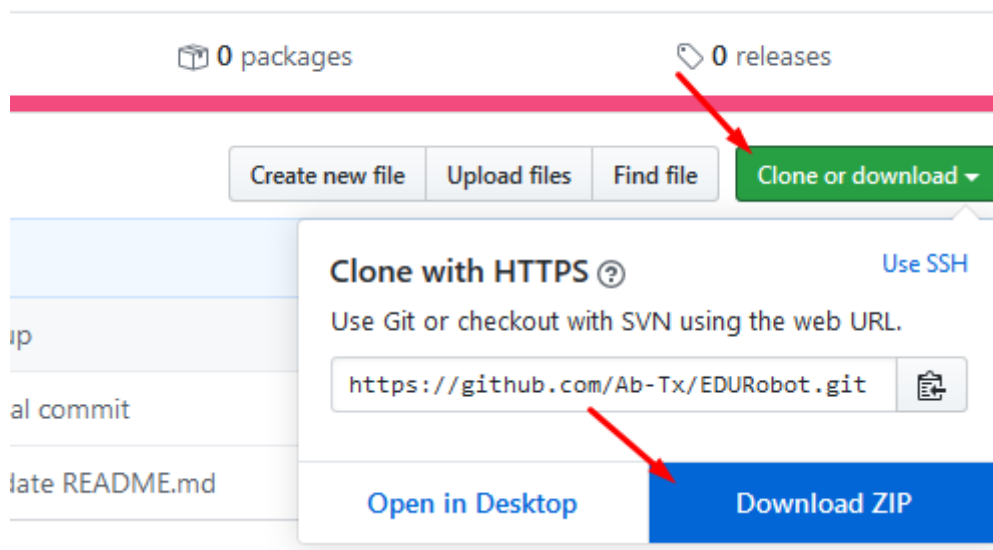 0 packages
0 releases
Create new file
Upload files
Find file
Clone or download
Clone with HTTPS
Use SSH
Use Git or checkout with SVN using the web URL.
https://github.com/Ab-Tx/EDURobot.git
up
al commit
date README.md
Open in Desktop
Download ZIP